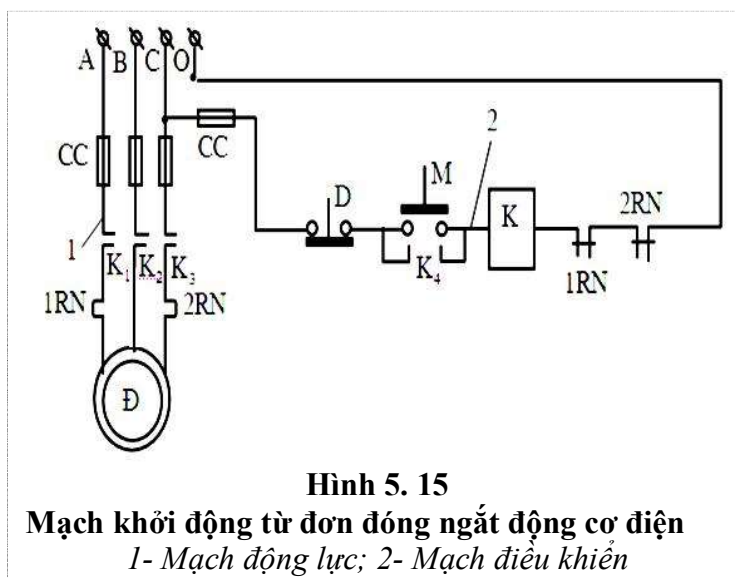 A B C O
CC
CC
2
D
M
K
2RN
1
K1 K2 K3
K4
1RN
1RN
2RN
Đ
Hình 5. 15
Mạch khởi động từ đơn đóng ngắt động cơ điện
1- Mạch động lực; 2- Mạch điều khiển